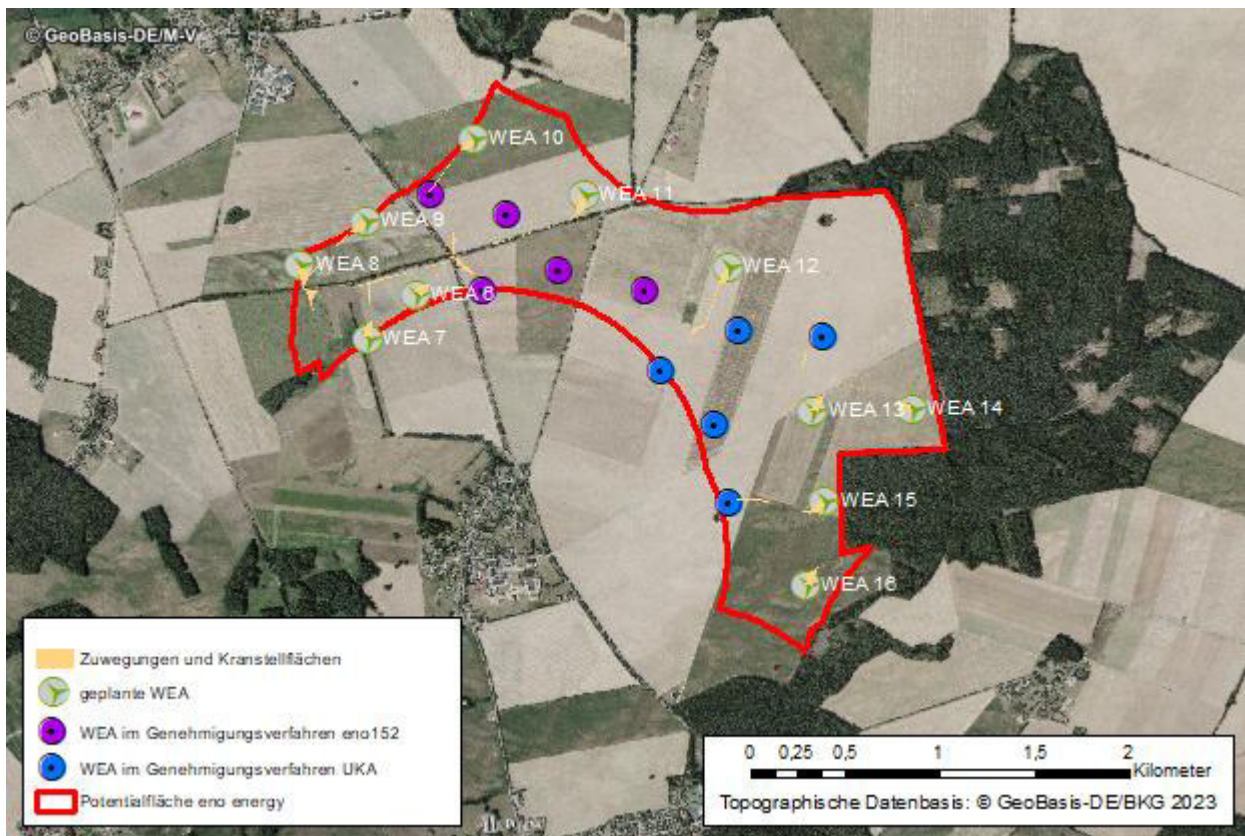 © GeoBasis-DE/M-V
WEA 10
WEA 11
WEA 9
WEA 8
WEA 12
WEA 6
WEA 7
WEA 13
WEA 14
WEA 15
WEA 16
Zuwegungen und Kranstellflächen
geplante WEA
WEA im Genehmigungsverfahren eno152
WEA im Genehmigungsverfahren UKA
Potentialfläche eno energy
0 0,25 0,5 1 1,5 2
Kilometer
Topographische Datenbasis: © GeoBasis-DE/BKG 2023